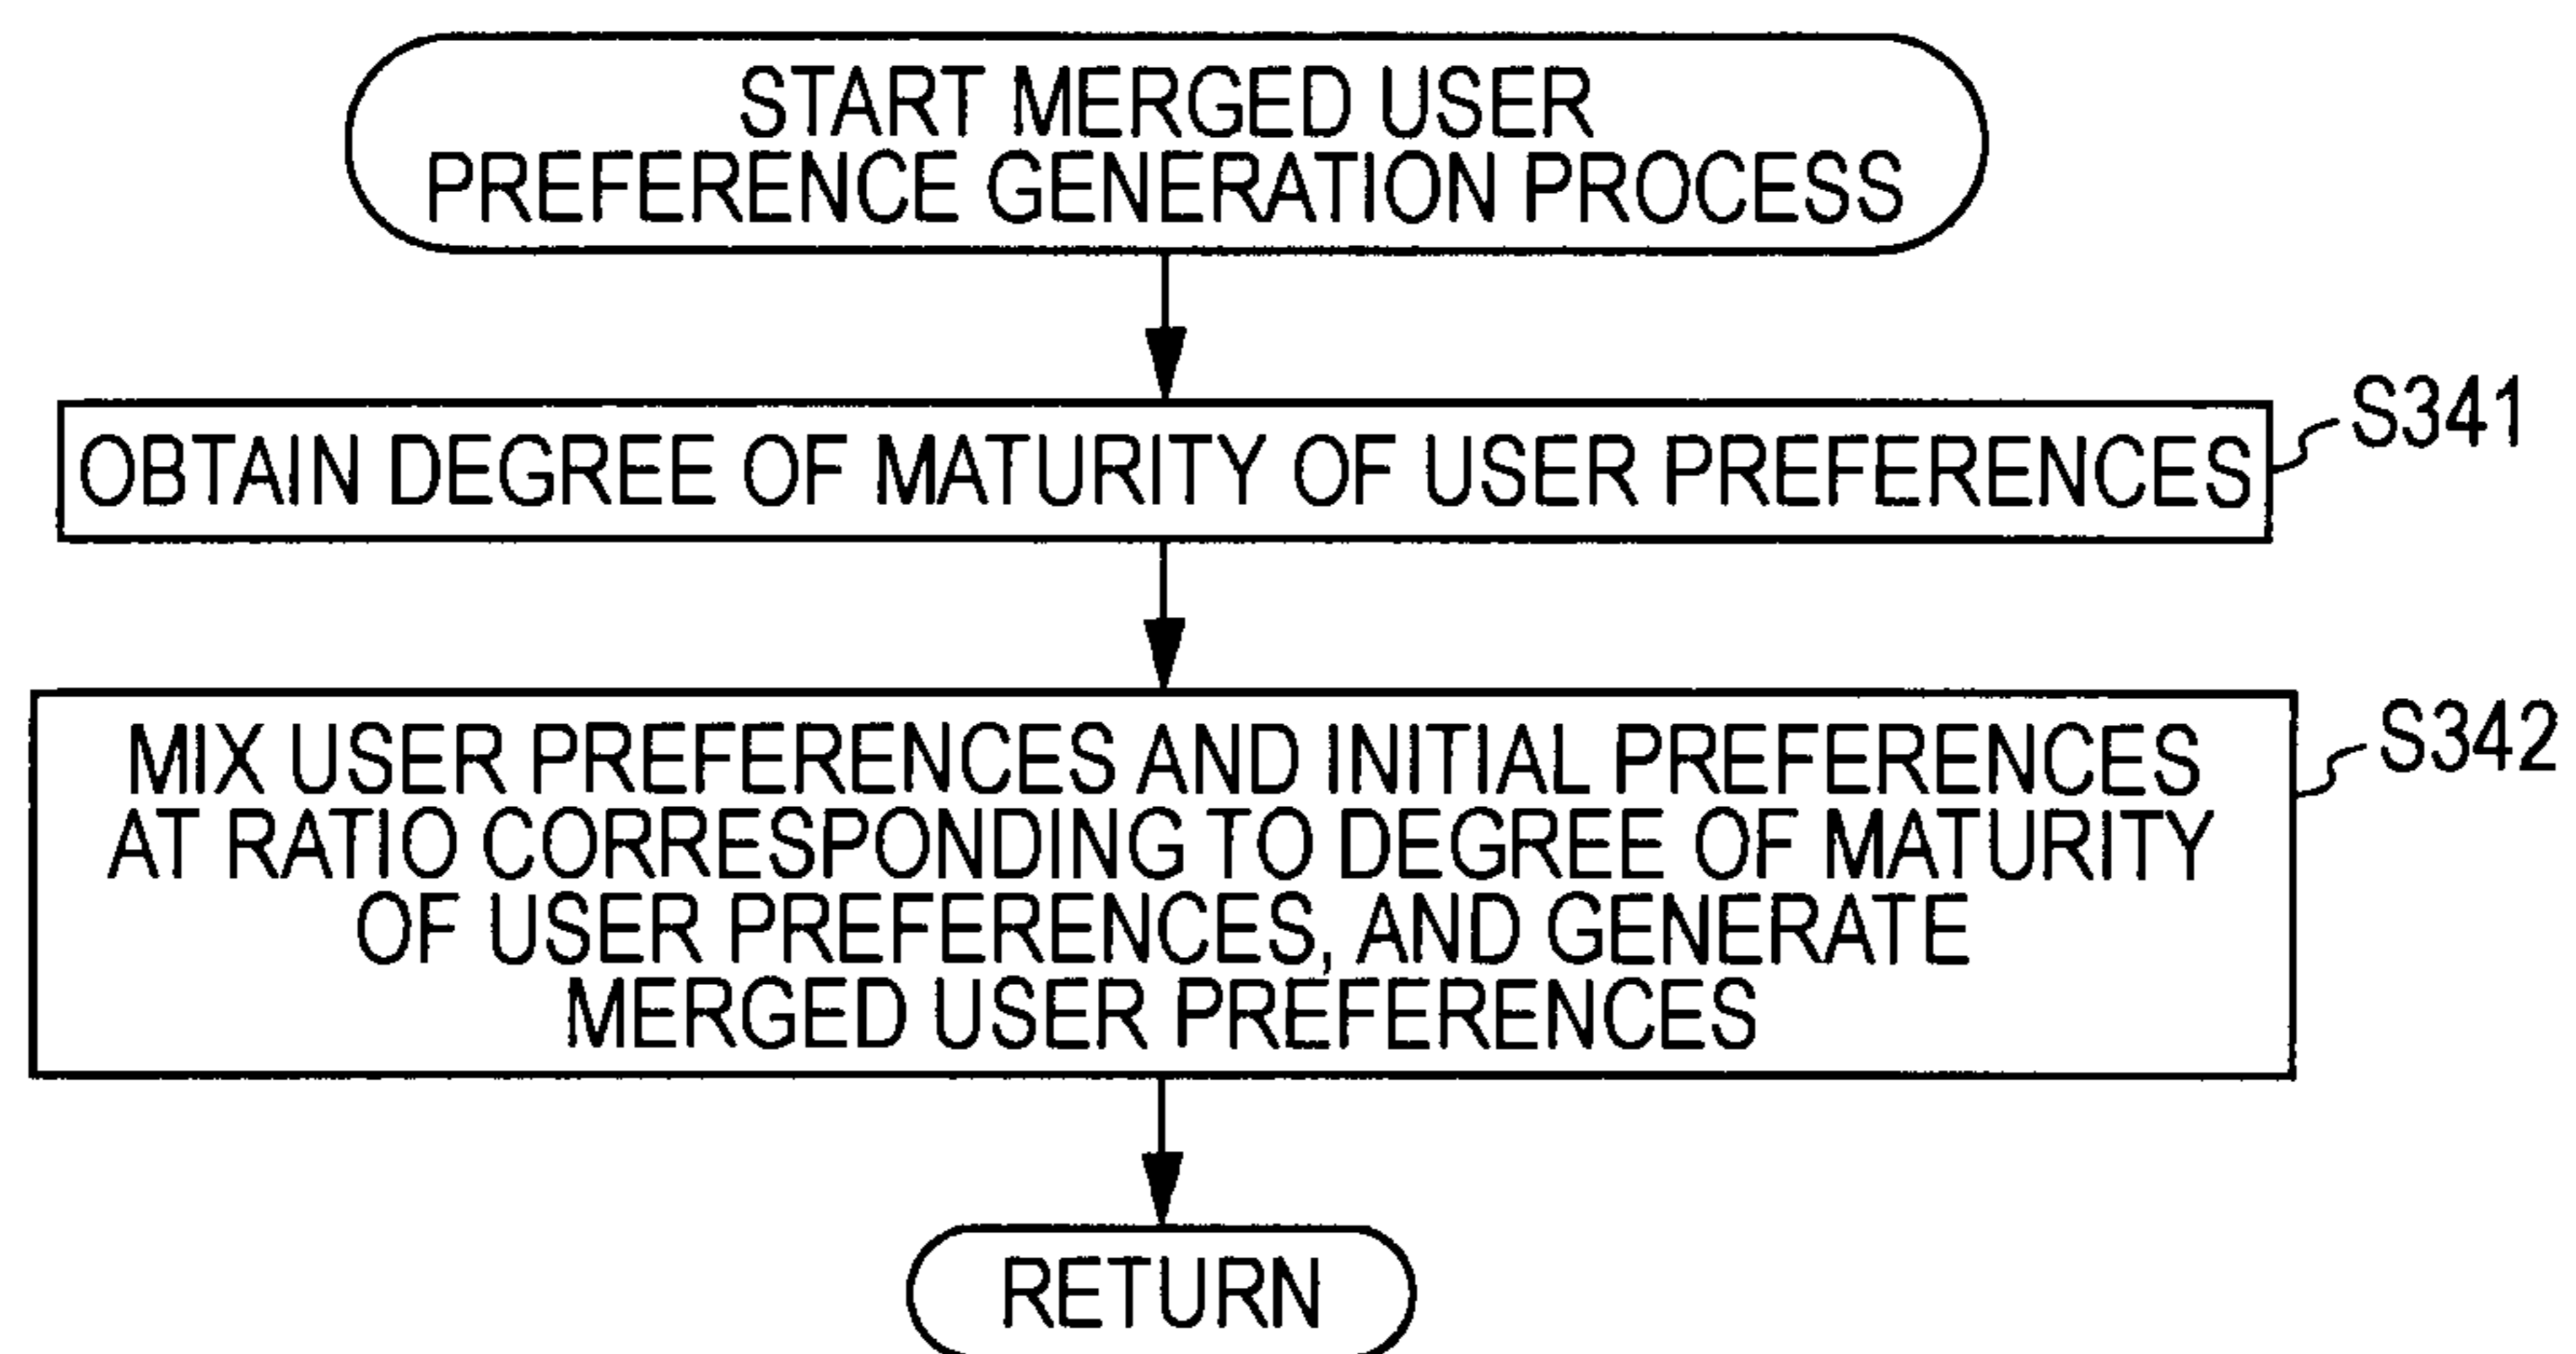 START MERGED USER
PREFERENCE GENERATION PROCESS
S341
OBTAIN DEGREE OF MATURITY OF USER PREFERENCES
S342
MIX USER PREFERENCES AND INITIAL PREFERENCES
AT RATIO CORRESPONDING TO DEGREE OF MATURITY
OF USER PREFERENCES, AND GENERATE
MERGED USER PREFERENCES
RETURN